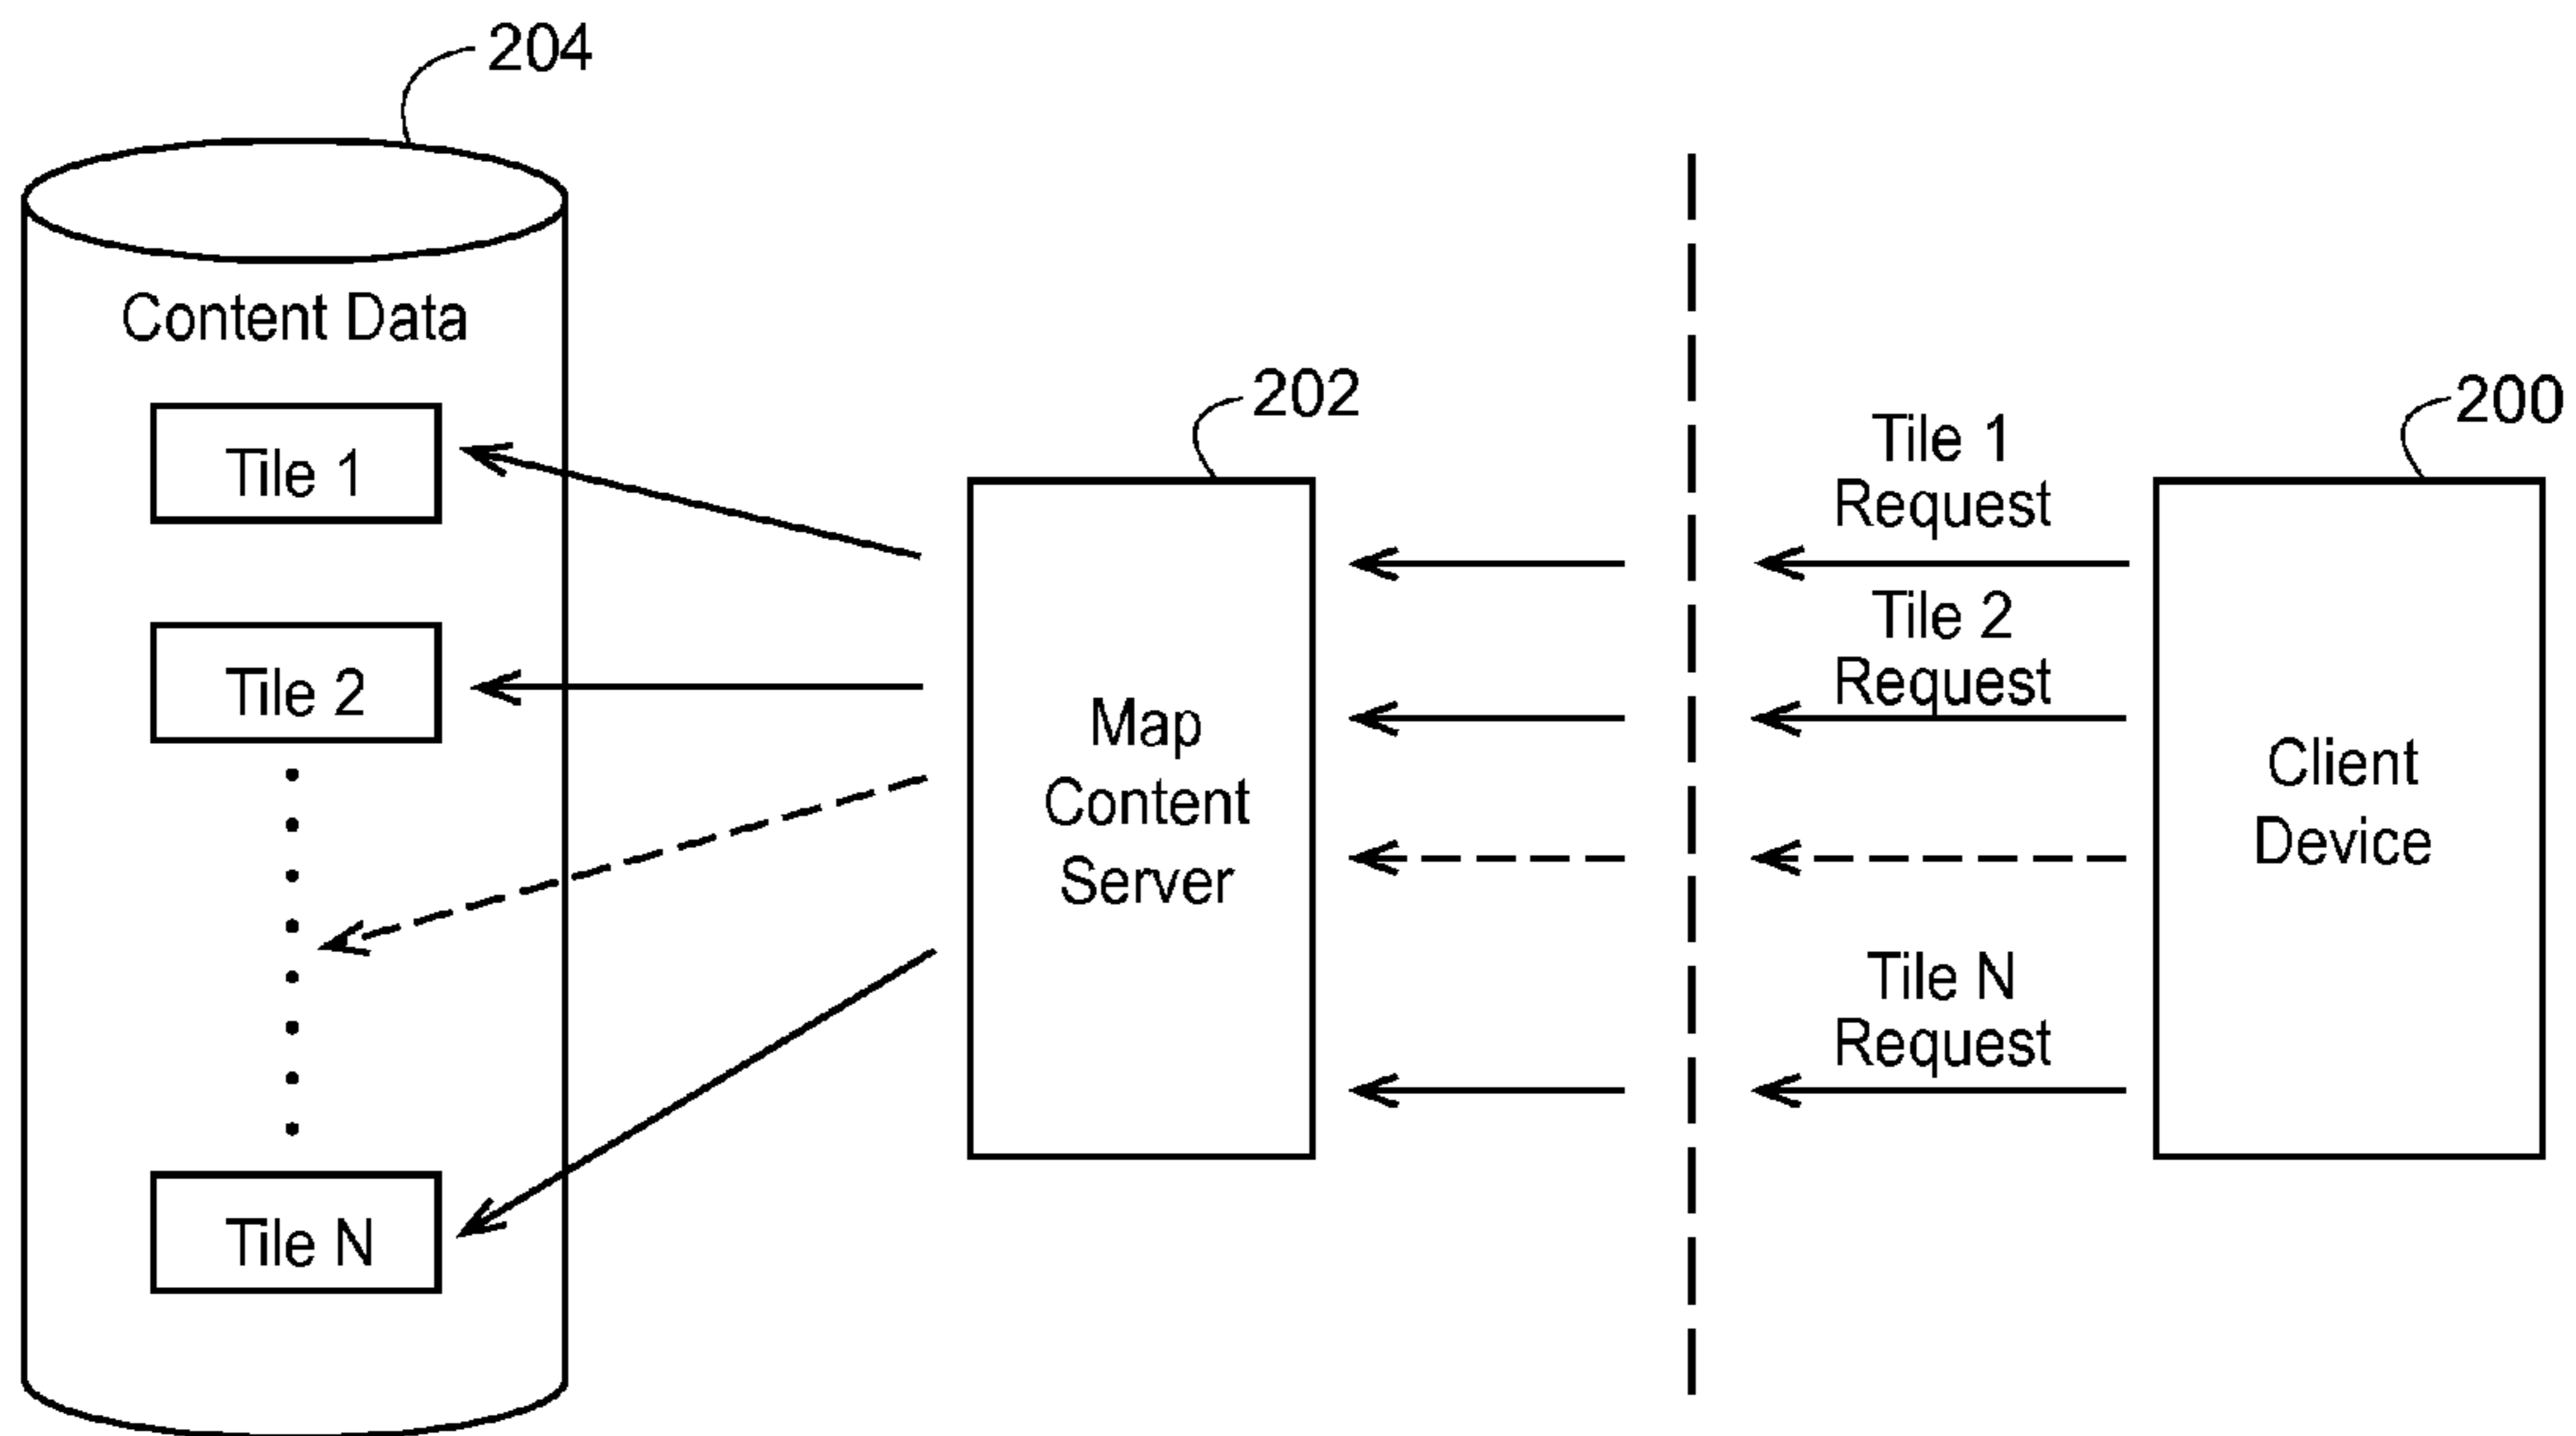 204
Content Data
Tile 1
Tile 2
Tile N
202
Map
Content
Server
Tile 1
Request
Tile 2
Request
Tile N
Request
200
Client
Device